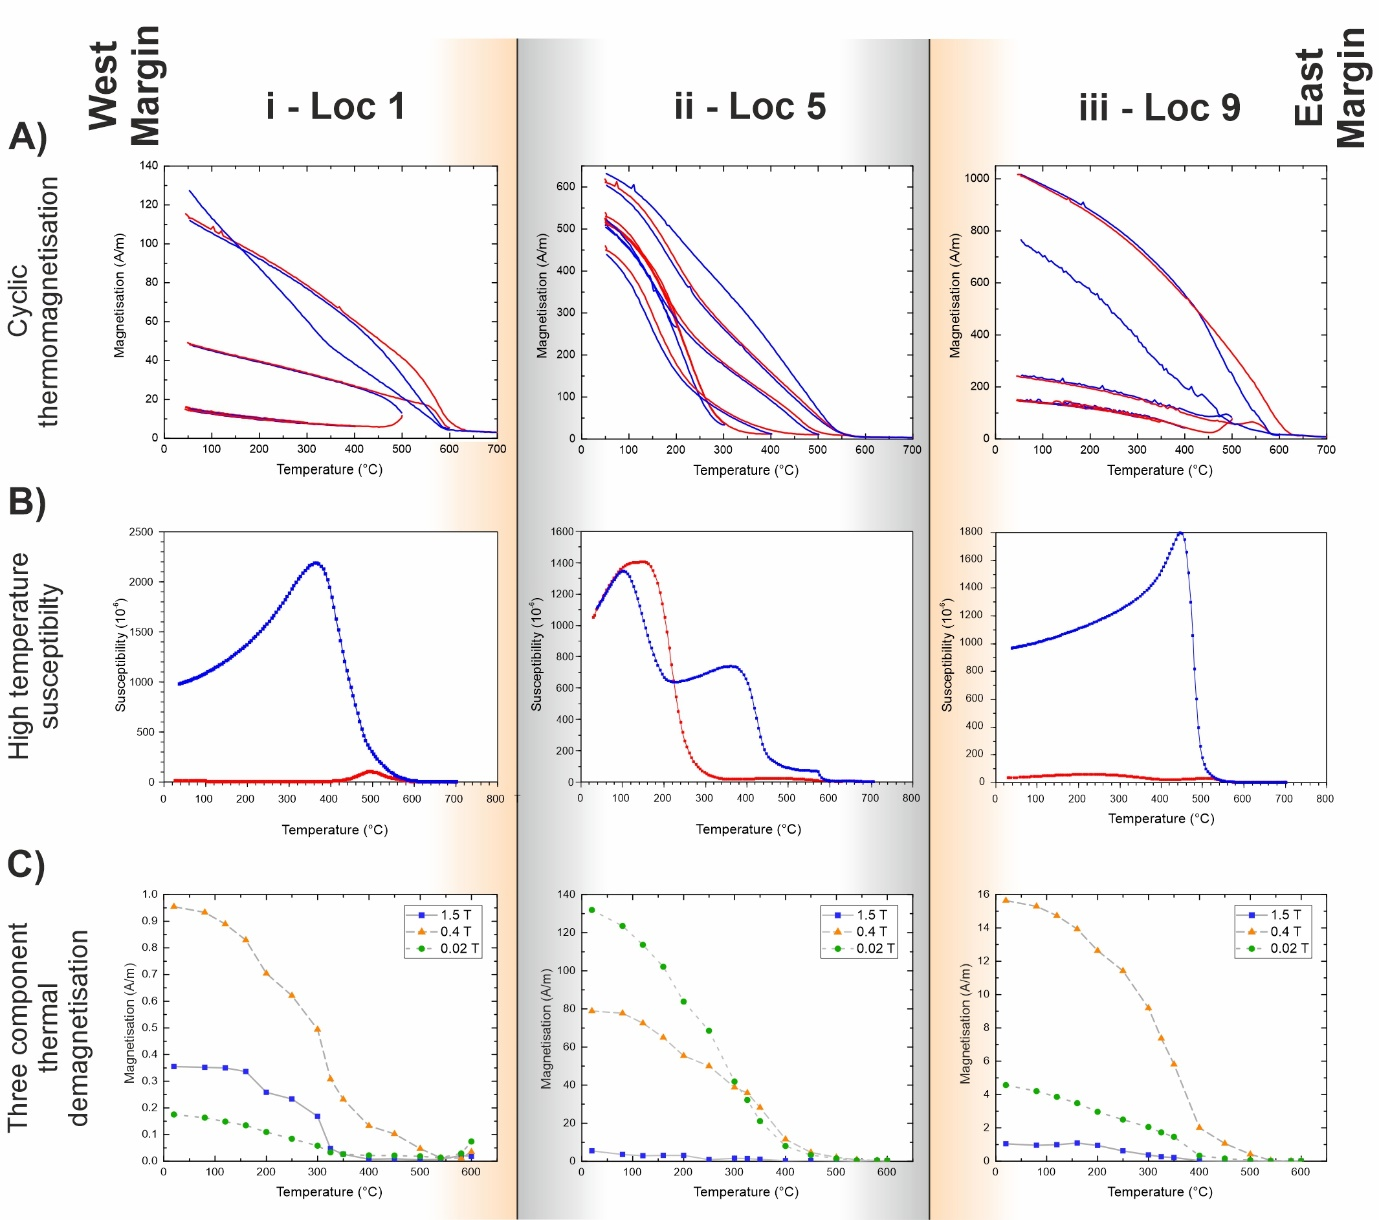 West
Margin
East
Margin
i - Loc 1
ii - Loc 5
iii - Loc 9
A)
Cyclic
thermomagnetisation
140
120
100
80
60
40
20
0
Magnetisation (A/m)
0 100 200 300 400 500 600 700
Temperature (°C)
600
500
400
300
200
100
0
Magnetisation (A/m)
0 100 200 300 400 500 600 700
Temperature (°C)
1000
800
600
400
200
0
Magnetisation (A/m)
0 100 200 300 400 500 600 700
Temperature (°C)
B)
High temperature
susceptibilty
2500
2000
1500
1000
500
0
Susceptibility (10⁻⁶)
0 100 200 300 400 500 600 700 800
Temperature (°C)
1600
1400
1200
1000
800
600
400
200
0
Susceptibility (10⁻⁶)
0 100 200 300 400 500 600 700 800
Temperature (°C)
1800
1600
1400
1200
1000
800
600
400
200
0
Susceptibility (10⁻⁶)
0 100 200 300 400 500 600 700 800
Temperature (°C)
C)
Three component
thermal
demagnetisation
1.0
0.9
0.8
0.7
0.6
0.5
0.4
0.3
0.2
0.1
0.0
Magnetisation (A/m)
1.5 T
0.4 T
0.02 T
0 100 200 300 400 500 600
Temperature (°C)
140
120
100
80
60
40
20
0
Magnetisation (A/m)
1.5 T
0.4 T
0.02 T
0 100 200 300 400 500 600
Temperature (°C)
16
14
12
10
8
6
4
2
0
Magnetisation (A/m)
1.5 T
0.4 T
0.02 T
0 100 200 300 400 500 600
Temperature (°C)